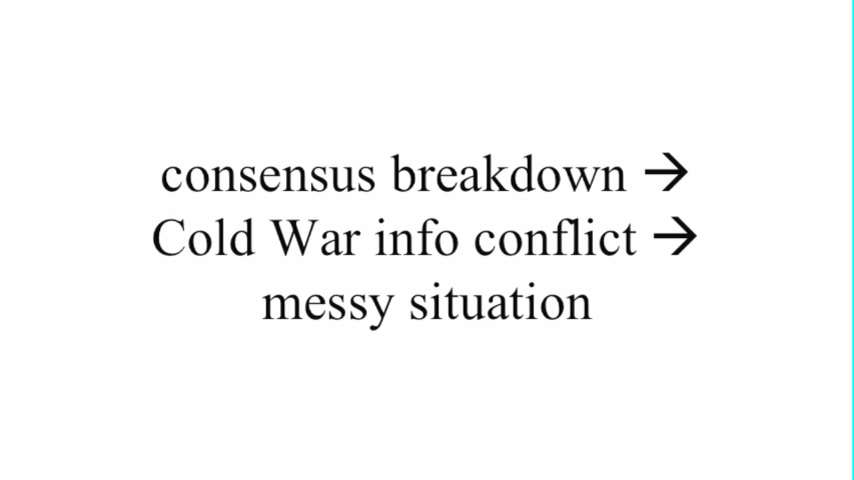 consensus breakdown →
Cold War info conflict →
messy situation